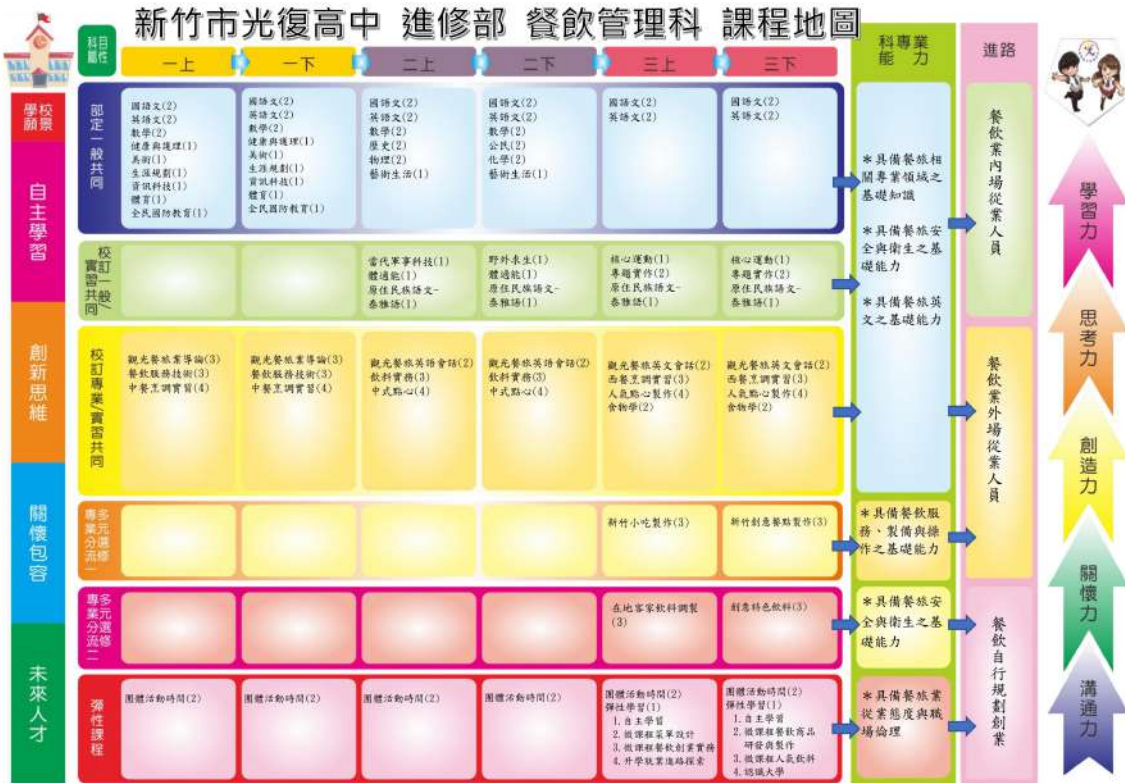 新竹市光復高中 進修部 餐飲管理科 課程地圖
科目
屬性
一上
一下
二上
二下
三上
三下
科專業
能 力
進路
學校
願景
自主學習
創新思維
關懷包容
未來人才
部定一般共同
國語文(2)
英語文(2)
數學(2)
健康與護理(1)
美術(1)
生涯規劃(1)
資訊科技(1)
體育(1)
全民國防教育(1)
國語文(2)
英語文(2)
數學(2)
健康與護理(1)
美術(1)
生涯規劃(1)
資訊科技(1)
體育(1)
全民國防教育(1)
國語文(2)
英語文(2)
數學(2)
歷史(2)
物理(2)
藝術生活(1)
國語文(2)
英語文(2)
數學(2)
公民(2)
化學(2)
藝術生活(1)
國語文(2)
英語文(2)
國語文(2)
英語文(2)
校訂一般/
實習共同
當代軍事科技(1)
體適能(1)
原住民族語文-
泰雅語(1)
野外求生(1)
體適能(1)
原住民族語文-
泰雅語(1)
核心運動(1)
專題實作(2)
原住民族語文-
泰雅語(1)
核心運動(1)
專題實作(2)
原住民族語文-
泰雅語(1)
校訂專業/實習共同
觀光餐旅業導論(3)
餐飲服務技術(3)
中餐烹調實習(4)
觀光餐旅業導論(3)
餐飲服務技術(3)
中餐烹調實習(4)
觀光餐旅英語會話(2)
飲料實務(3)
中式點心(4)
觀光餐旅英語會話(2)
飲料實務(3)
中式點心(4)
觀光餐旅英文會話(2)
西餐烹調實習(3)
人氣點心製作(4)
食物學(2)
觀光餐旅英文會話(2)
西餐烹調實習(3)
人氣點心製作(4)
食物學(2)
多元選修
專業分流一
新竹小吃製作(3)
新竹創意餐點製作(3)
多元選修
專業分流二
在地客家飲料調製
(3)
創意特色飲料(3)
彈性課程
團體活動時間(2)
團體活動時間(2)
團體活動時間(2)
團體活動時間(2)
團體活動時間(2)
彈性學習(1)
1.自主學習
2.微課程菜單設計
3.微課程餐飲創業實務
4.升學就業進路探索
團體活動時間(2)
彈性學習(1)
1.自主學習
2.微課程餐飲商品
研發與製作
3.微課程人氣飲料
4.認識大學
＊具備餐旅相
關專業領域之
基礎知識
＊具備餐旅安
全與衛生之基
礎能力
＊具備餐旅英
文之基礎能力
＊具備餐飲服
務、製備與操
作之基礎能力
＊具備餐旅安
全與衛生之基
礎能力
＊具備餐旅業
從業態度與職
場倫理
餐飲業內場從業人員
餐飲業外場從業人員
餐飲自行規劃創業
學習力
思考力
創造力
關懷力
溝通力